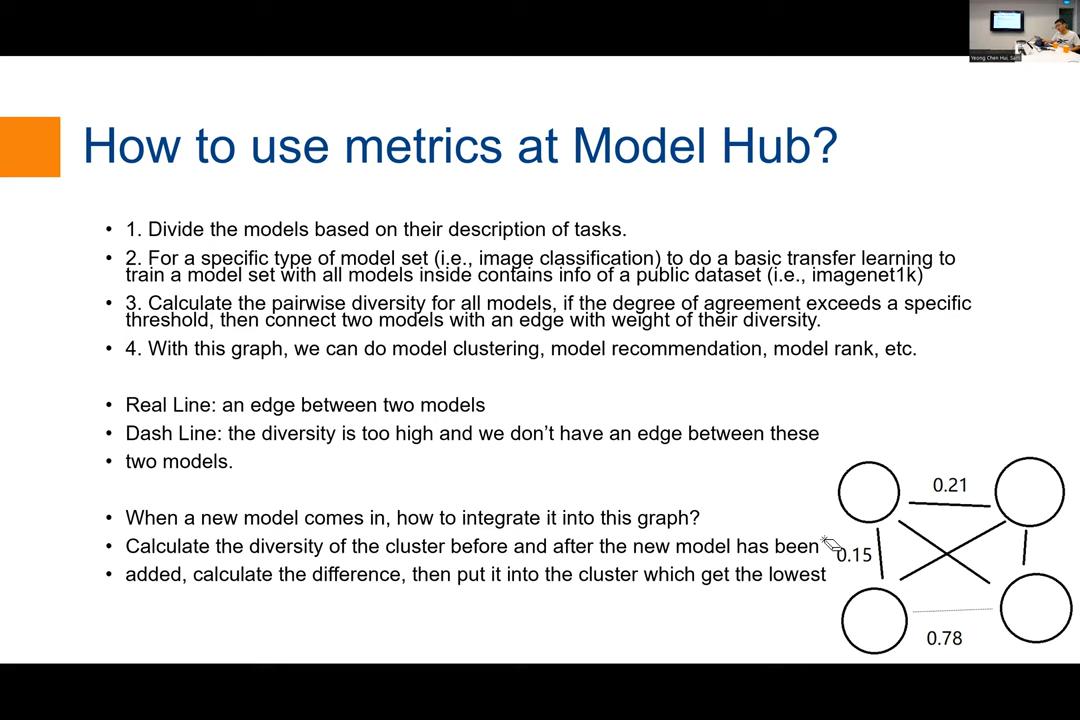 Yeong Chen Hui, Sam
How to use metrics at Model Hub?
• 1. Divide the models based on their description of tasks.
• 2. For a specific type of model set (i.e., image classification) to do a basic transfer learning to
train a model set with all models inside contains info of a public dataset (i.e., imagenet1k)
• 3. Calculate the pairwise diversity for all models, if the degree of agreement exceeds a specific
threshold, then connect two models with an edge with weight of their diversity.
• 4. With this graph, we can do model clustering, model recommendation, model rank, etc.
• Real Line: an edge between two models
• Dash Line: the diversity is too high and we don’t have an edge between these
• two models.
• When a new model comes in, how to integrate it into this graph?
• Calculate the diversity of the cluster before and after the new model has been
• added, calculate the difference, then put it into the cluster which get the lowest
0.21
0.15
0.78